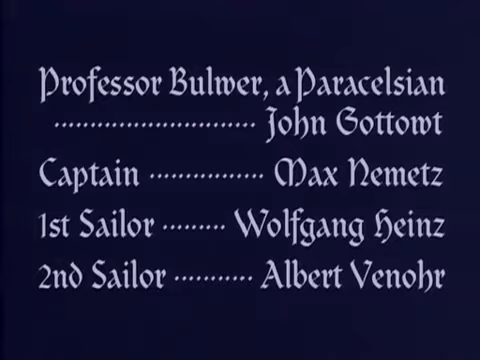 Professor Bulwer, a Paracelsian
............................ John Gottowt
Captain ................ Max Nemetz
1st Sailor ........ Wolfgang Heinz
2nd Sailor ........... Albert Venohr